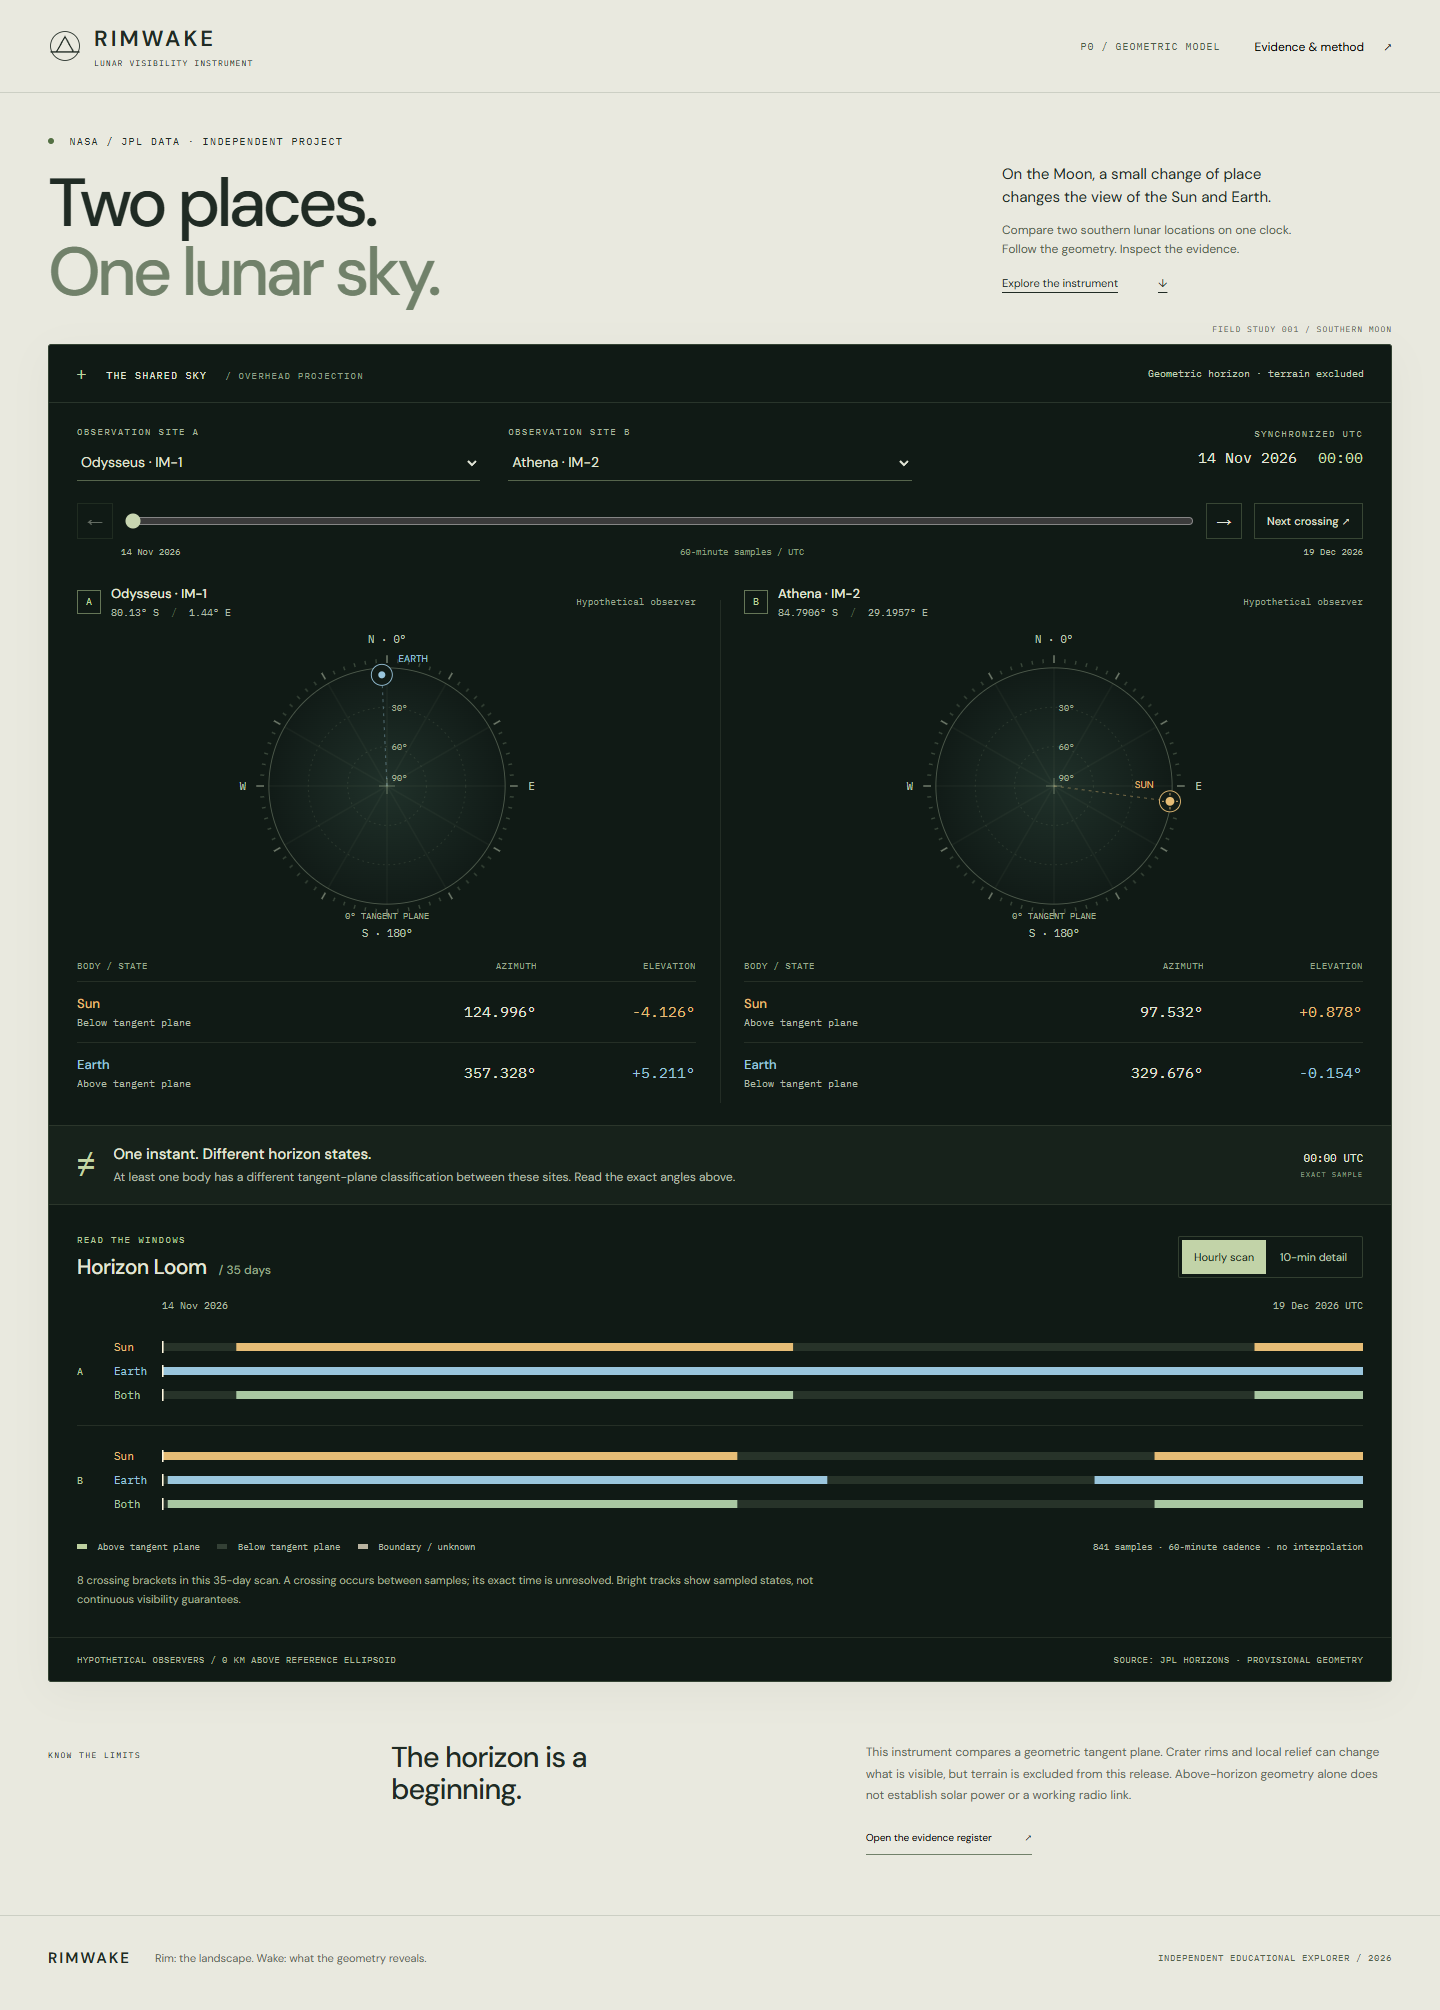 RIMWAKE
LUNAR VISIBILITY INSTRUMENT
P0 / GEOMETRIC MODEL
Evidence & method ↗
NASA / JPL DATA · INDEPENDENT PROJECT
Two places.
One lunar sky.
On the Moon, a small change of place
changes the view of the Sun and Earth.
Compare two southern lunar locations on one clock.
Follow the geometry. Inspect the evidence.
Explore the instrument ↓
FIELD STUDY 001 / SOUTHERN MOON
+ THE SHARED SKY / OVERHEAD PROJECTION
Geometric horizon · terrain excluded
OBSERVATION SITE A
Odysseus · IM-1
OBSERVATION SITE B
Athena · IM-2
SYNCHRONIZED UTC
14 Nov 2026 00:00
←
→
Next crossing ↗
14 Nov 2026
60-minute samples / UTC
19 Dec 2026
A
Odysseus · IM-1
80.13° S / 1.44° E
Hypothetical observer
N · 0°
EARTH
30°
60°
90°
W
E
0° TANGENT PLANE
S · 180°
BODY / STATE AZIMUTH ELEVATION
Sun
Below tangent plane
124.996° -4.126°
Earth
Above tangent plane
357.328° +5.211°
B
Athena · IM-2
84.7906° S / 29.1957° E
Hypothetical observer
N · 0°
30°
60°
90°
SUN
W
E
0° TANGENT PLANE
S · 180°
BODY / STATE AZIMUTH ELEVATION
Sun
Above tangent plane
97.532° +0.878°
Earth
Below tangent plane
329.676° -0.154°
≠
One instant. Different horizon states.
At least one body has a different tangent-plane classification between these sites. Read the exact angles above.
00:00 UTC
EXACT SAMPLE
READ THE WINDOWS
Horizon Loom / 35 days
Hourly scan
10-min detail
14 Nov 2026
19 Dec 2026 UTC
A
Sun
Earth
Both
B
Sun
Earth
Both
Above tangent plane
Below tangent plane
Boundary / unknown
841 samples · 60-minute cadence · no interpolation
8 crossing brackets in this 35-day scan. A crossing occurs between samples; its exact time is unresolved. Bright tracks show sampled states, not
continuous visibility guarantees.
HYPOTHETICAL OBSERVERS / 0 KM ABOVE REFERENCE ELLIPSOID
SOURCE: JPL HORIZONS · PROVISIONAL GEOMETRY
KNOW THE LIMITS
The horizon is a
beginning.
This instrument compares a geometric tangent plane. Crater rims and local relief can change
what is visible, but terrain is excluded from this release. Above-horizon geometry alone does
not establish solar power or a working radio link.
Open the evidence register ↗
RIMWAKE
Rim: the landscape. Wake: what the geometry reveals.
INDEPENDENT EDUCATIONAL EXPLORER / 2026